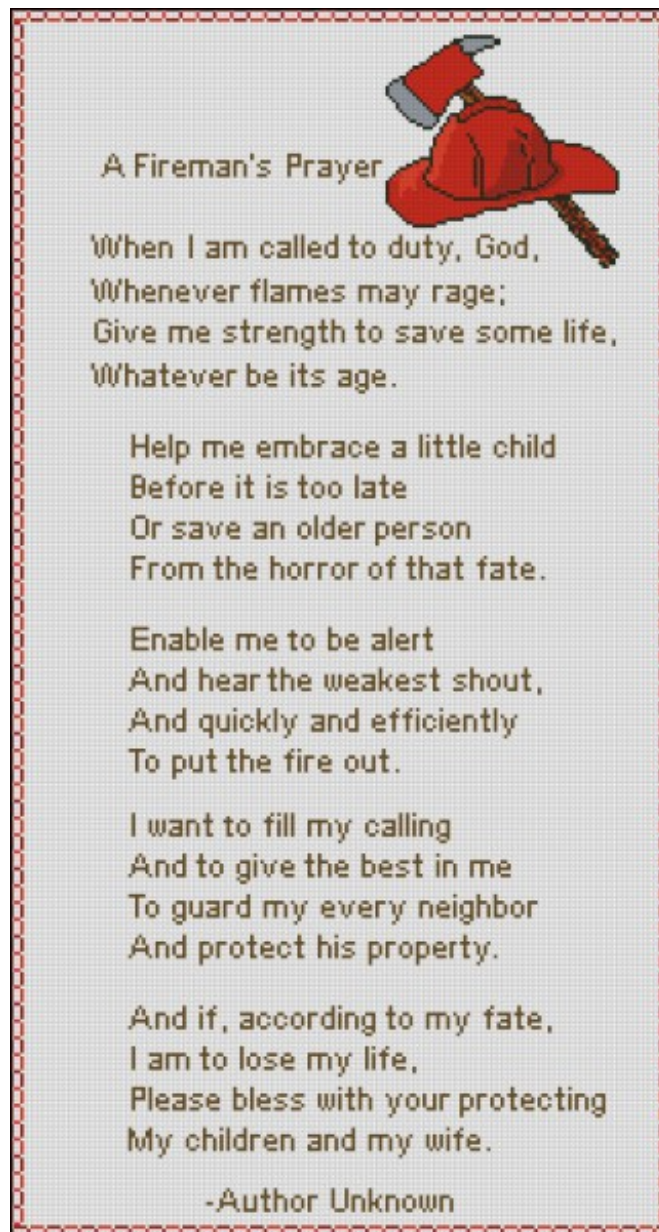 A Fireman's Prayer
When I am called to duty, God,
Whenever flames may rage;
Give me strength to save some life,
Whatever be its age.
Help me embrace a little child
Before it is too late
Or save an older person
From the horror of that fate.
Enable me to be alert
And hear the weakest shout,
And quickly and efficiently
To put the fire out.
I want to fill my calling
And to give the best in me
To guard my every neighbor
And protect his property.
And if, according to my fate,
I am to lose my life,
Please bless with your protecting
My children and my wife.
-Author Unknown